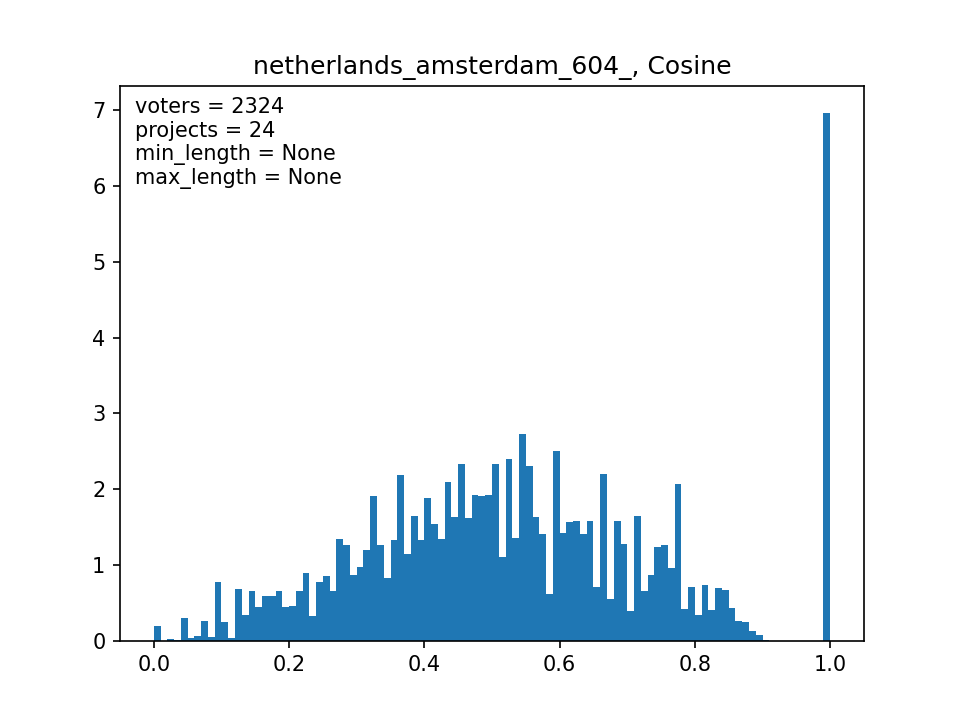 netherlands_amsterdam_604_, Cosine
voters = 2324
projects = 24
min_length = None
max_length = None
7
6
5
4
3
2
1
0
0.0 0.2 0.4 0.6 0.8 1.0